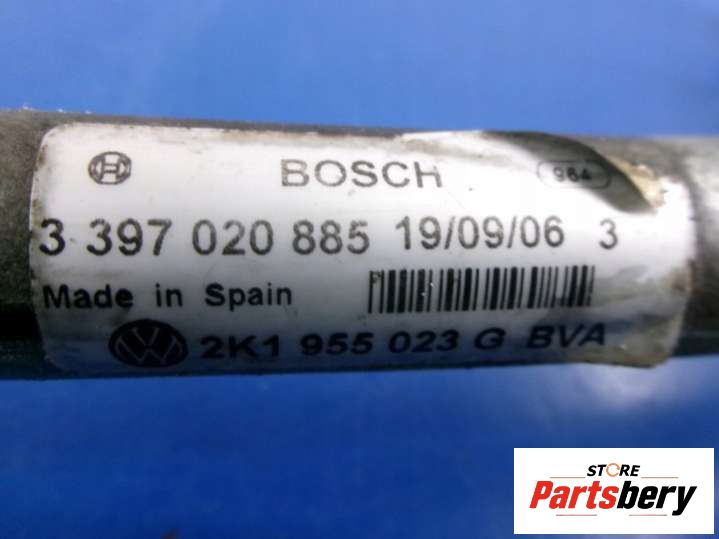 BOSCH 964
3 397 020 885 19/09/06 3
Made in Spain
VW 2K1 955 023 G BVA
STORE
Partsbery